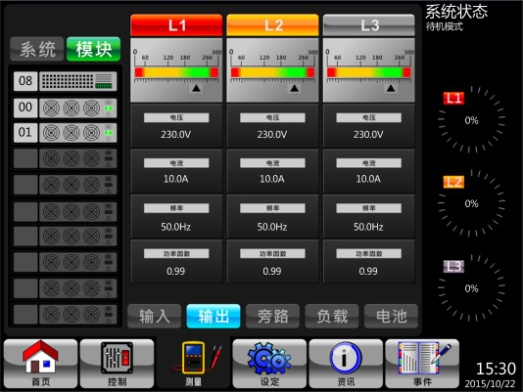 系统状态
待机模式
L1 L2 L3
系统 模块
0 60 120 180 240 300
0 60 120 180 240 300
0 60 120 180 240 300
08
00
01
电压 电压 电压
230.0V 230.0V 230.0V
电流 电流 电流
10.0A 10.0A 10.0A
频率 频率 频率
50.0Hz 50.0Hz 50.0Hz
功率因数 功率因数 功率因数
0.99 0.99 0.99
L1
0%
L2
0%
L3
0%
输入 输出 旁路 负载 电池
首页 控制 测量 设定 资讯 事件
15:30
2015/10/22